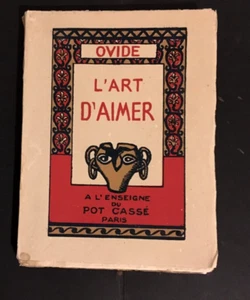 OVIDE
L'ART
D'AIMER
A L'ENSEIGNE
DU
POT CASSÉ
PARIS